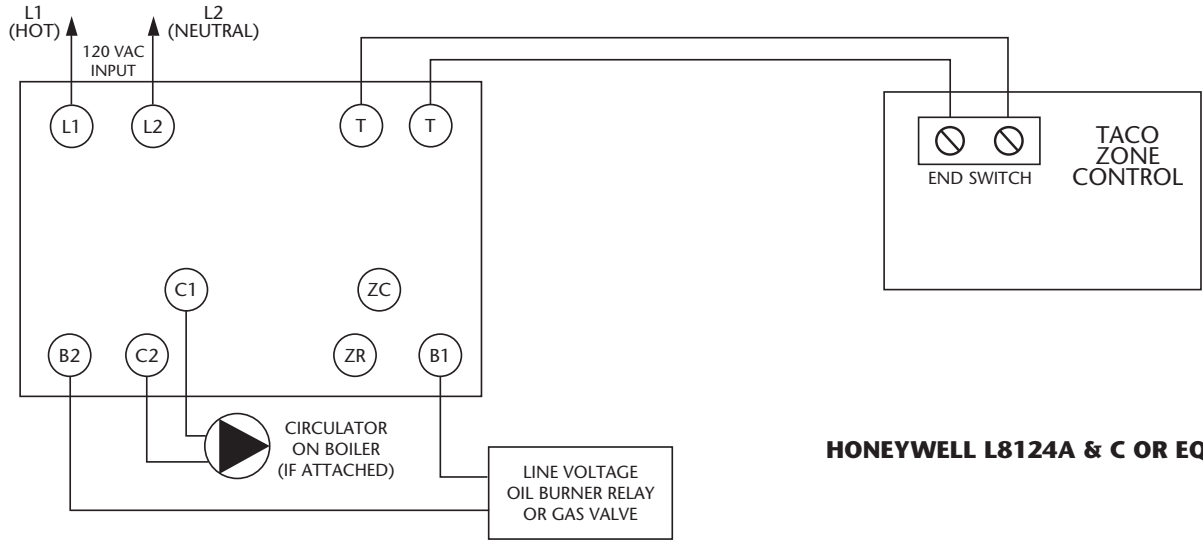 L1
(HOT)
L2
(NEUTRAL)
120 VAC
INPUT
L1
L2
T
T
TACO
ZONE
CONTROL
END SWITCH
C1
ZC
B2
C2
ZR
B1
CIRCULATOR
ON BOILER
(IF ATTACHED)
LINE VOLTAGE
OIL BURNER RELAY
OR GAS VALVE
HONEYWELL L8124A & C OR EQ